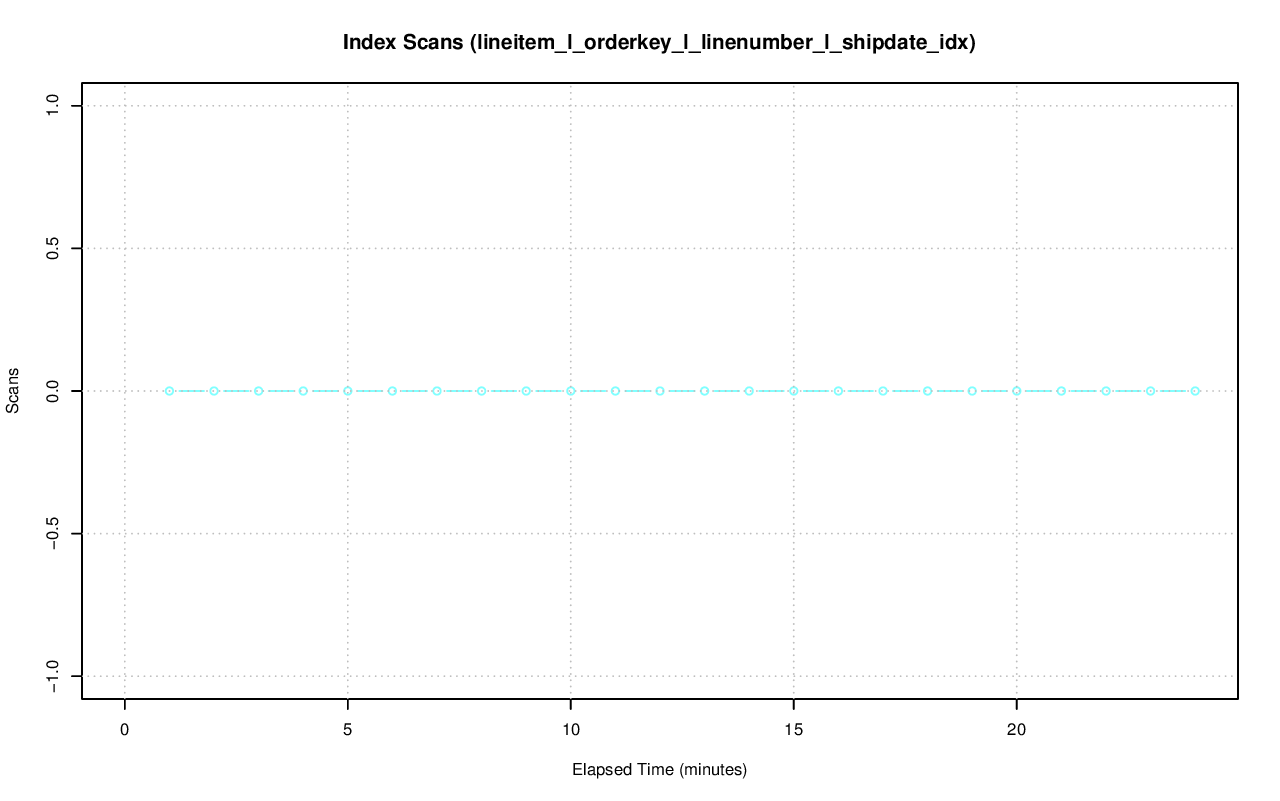 Index Scans (lineitem_l_orderkey_l_linenumber_l_shipdate_idx)
1.0
0.5
0.0
−0.5
−1.0
Scans
0 5 10 15 20
Elapsed Time (minutes)